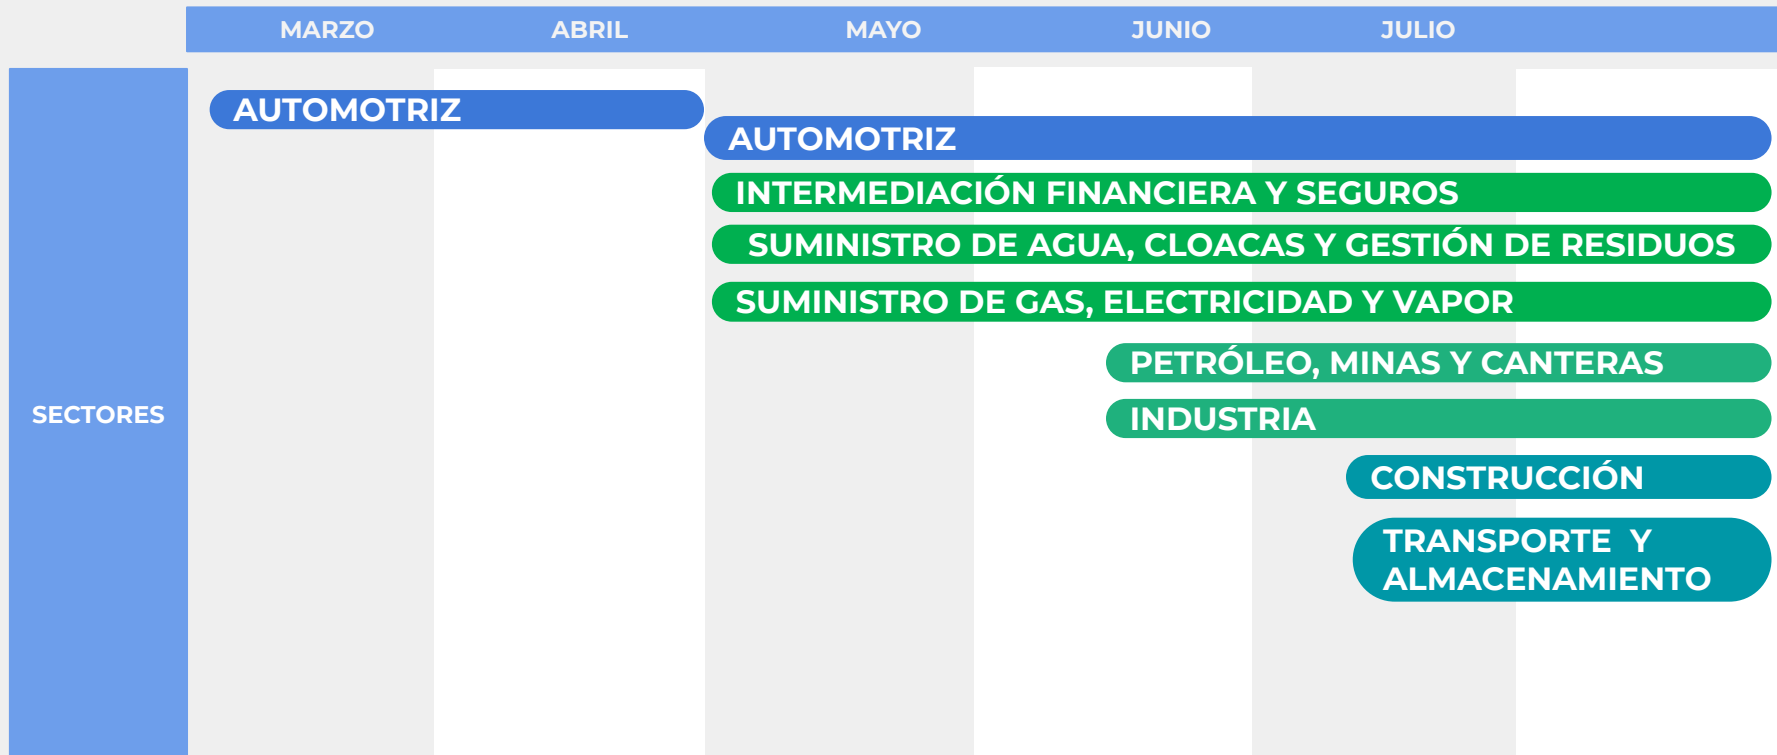 MARZO ABRIL MAYO JUNIO JULIO
AUTOMOTRIZ
AUTOMOTRIZ
INTERMEDIACIÓN FINANCIERA Y SEGUROS
SUMINISTRO DE AGUA, CLOACAS Y GESTIÓN DE RESIDUOS
SUMINISTRO DE GAS, ELECTRICIDAD Y VAPOR
PETRÓLEO, MINAS Y CANTERAS
SECTORES
INDUSTRIA
CONSTRUCCIÓN
TRANSPORTE Y
ALMACENAMIENTO